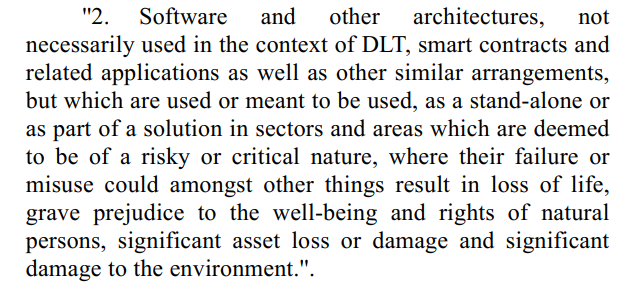 "2. Software and other architectures, not
necessarily used in the context of DLT, smart contracts and
related applications as well as other similar arrangements,
but which are used or meant to be used, as a stand-alone or
as part of a solution in sectors and areas which are deemed
to be of a risky or critical nature, where their failure or
misuse could amongst other things result in loss of life,
grave prejudice to the well-being and rights of natural
persons, significant asset loss or damage and significant
damage to the environment.".